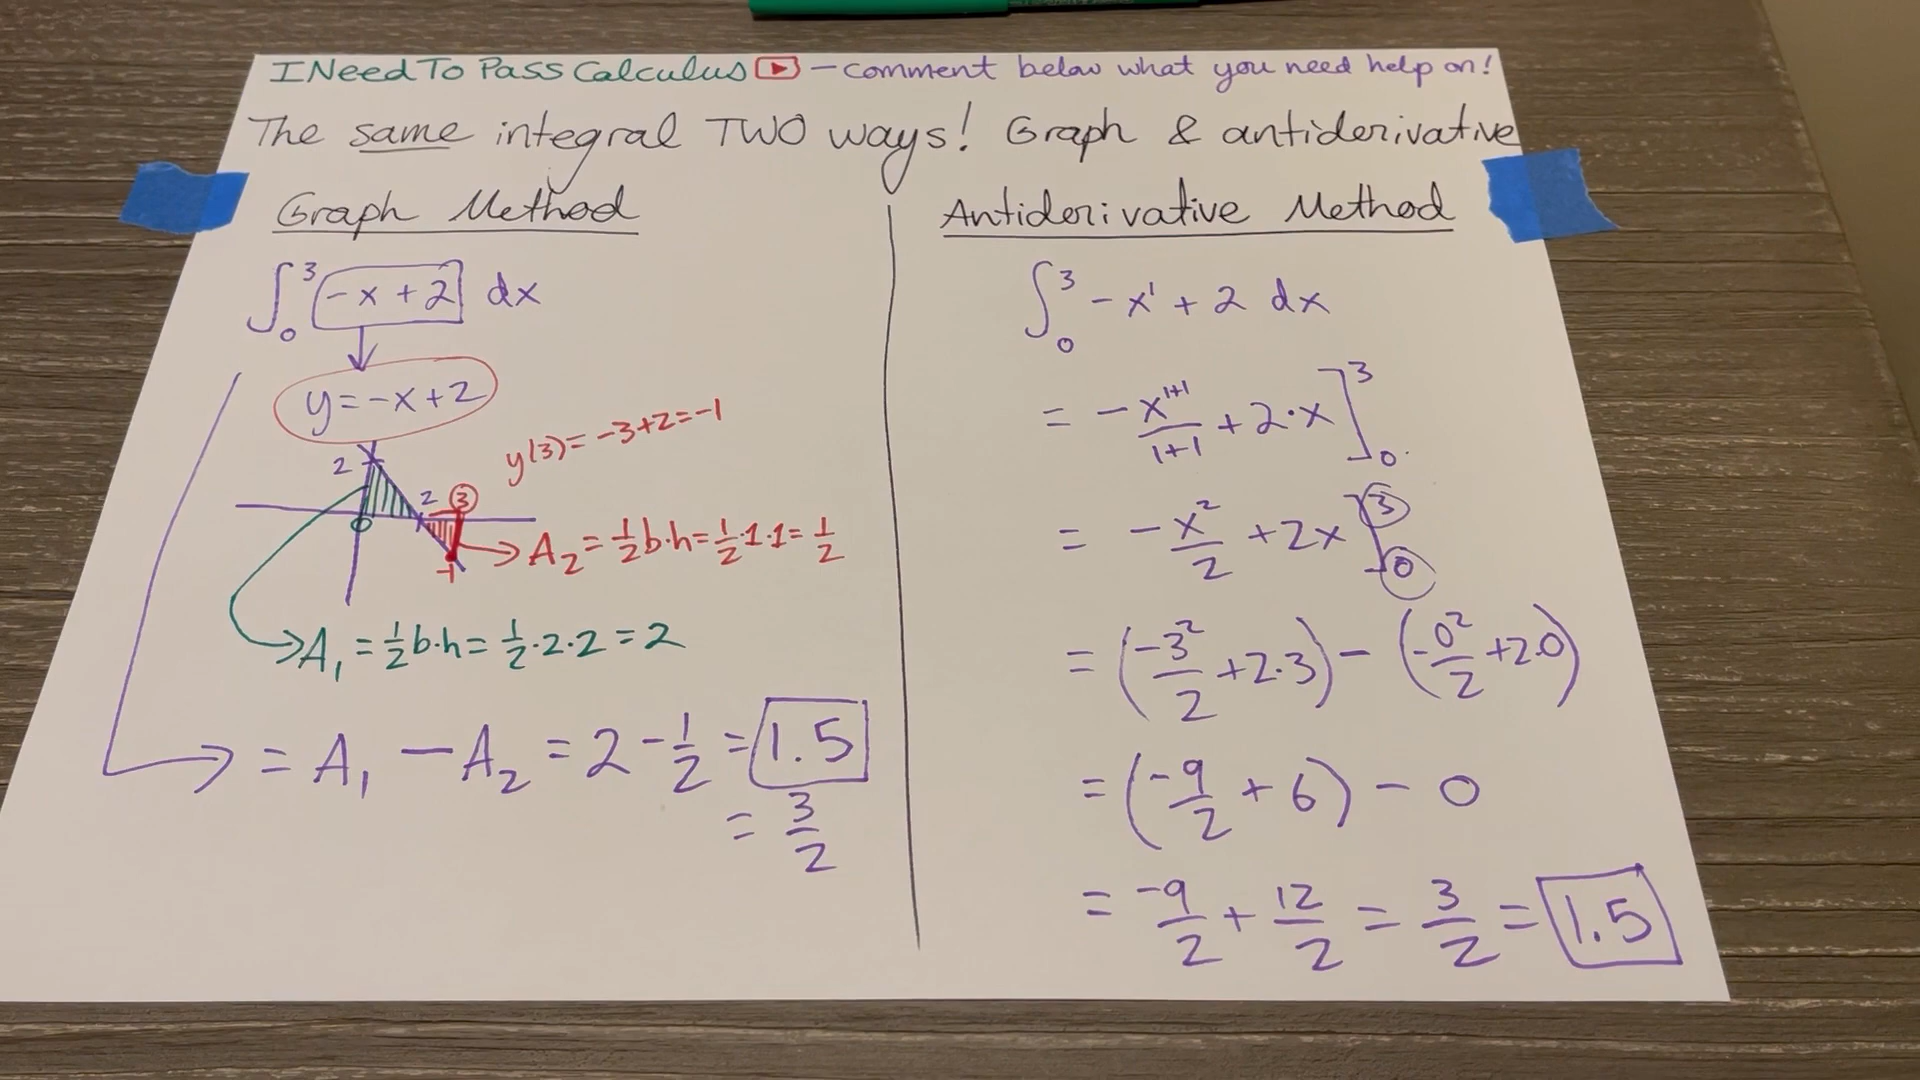 INeedToPassCalculus – comment below what you need help on!
The same integral TWO ways! Graph & antiderivative
Graph Method
∫₀³ -x + 2 dx
y = -x + 2
y(3) = -3+2 = -1
2
2
3
0
-1
A₂ = 1/2 b·h = 1/2·1·1 = 1/2
A₁ = 1/2 b·h = 1/2·2·2 = 2
= A₁ - A₂ = 2 - 1/2 = 1.5
= 3/2
Antiderivative Method
∫₀³ -x¹ + 2 dx
= -x¹⁺¹/1+1 + 2·x]₀³
= -x²/2 + 2x]₀³
= (-3²/2 + 2·3) - (-0²/2 + 2·0)
= (-9/2 + 6) - 0
= -9/2 + 12/2 = 3/2 = 1.5